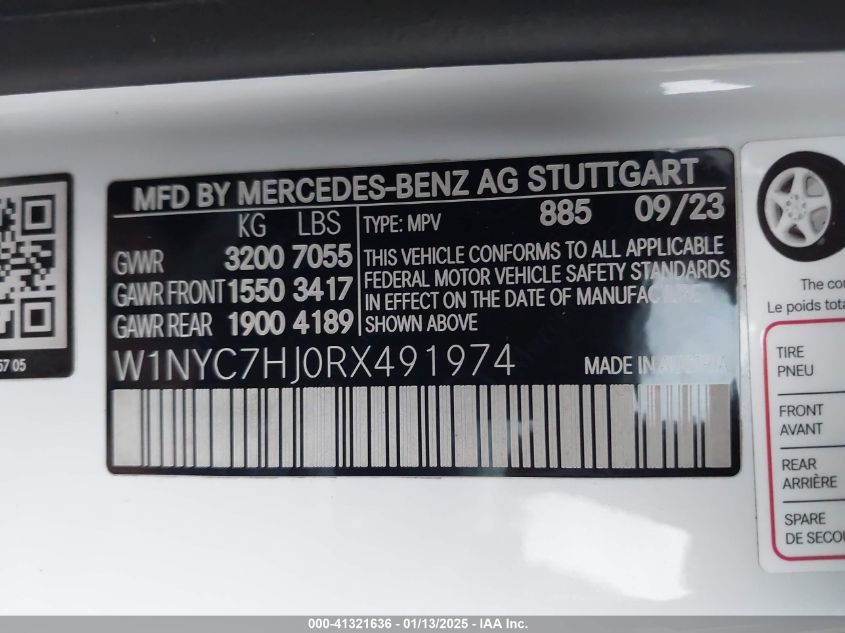 MFD BY MERCEDES-BENZ AG STUTTGART
KG LBS
GVWR 3200 7055
GAWR FRONT 1550 3417
GAWR REAR 1900 4189
TYPE: MPV 885 09/23
THIS VEHICLE CONFORMS TO ALL APPLICABLE
FEDERAL MOTOR VEHICLE SAFETY STANDARDS
IN EFFECT ON THE DATE OF MANUFACTURE
SHOWN ABOVE
W1NYC7HJ0RX491974 MADE IN AUSTRIA
5705
The co
Le poids tota
TIRE
PNEU
FRONT
AVANT
REAR
ARRIÈRE
SPARE
DE SECOU
000-41321636 - 01/13/2025 - IAA Inc.